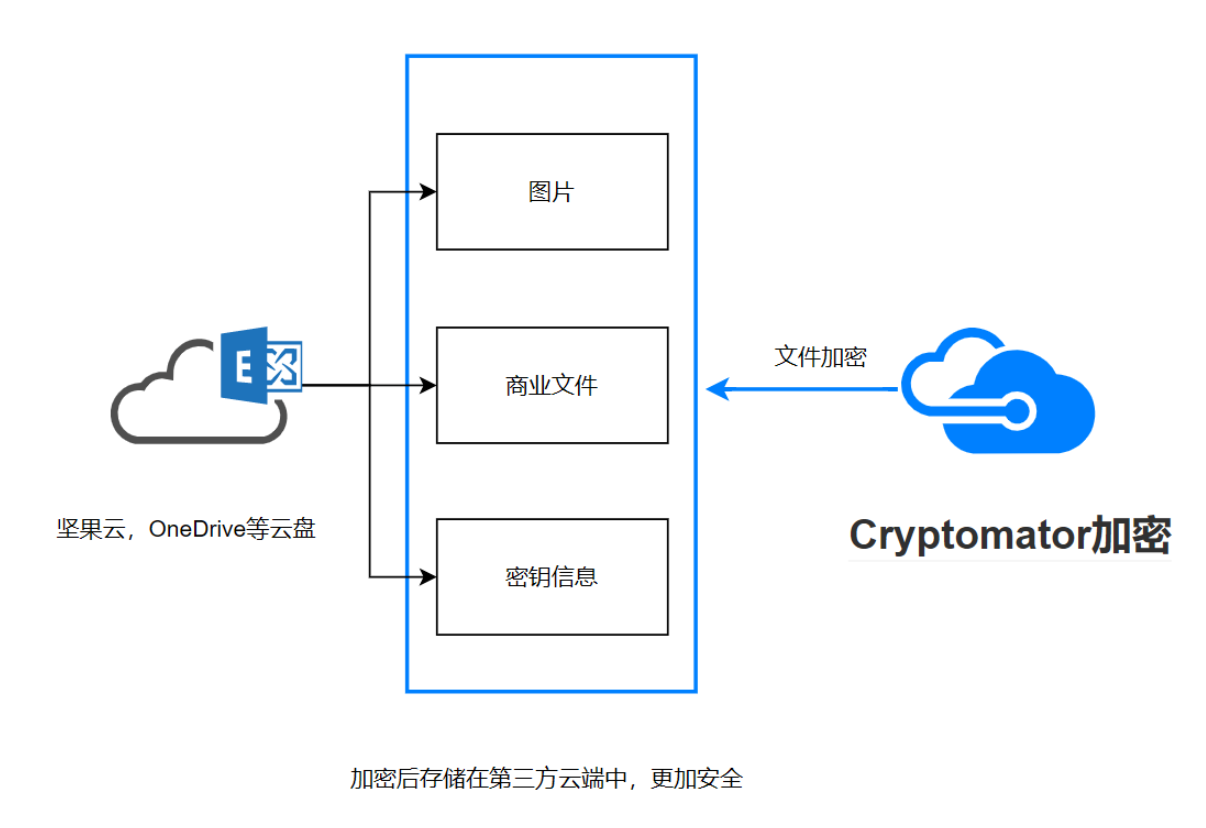 图片
商业文件
密钥信息
E
坚果云，OneDrive等云盘
文件加密
Cryptomator加密
加密后存储在第三方云端中，更加安全